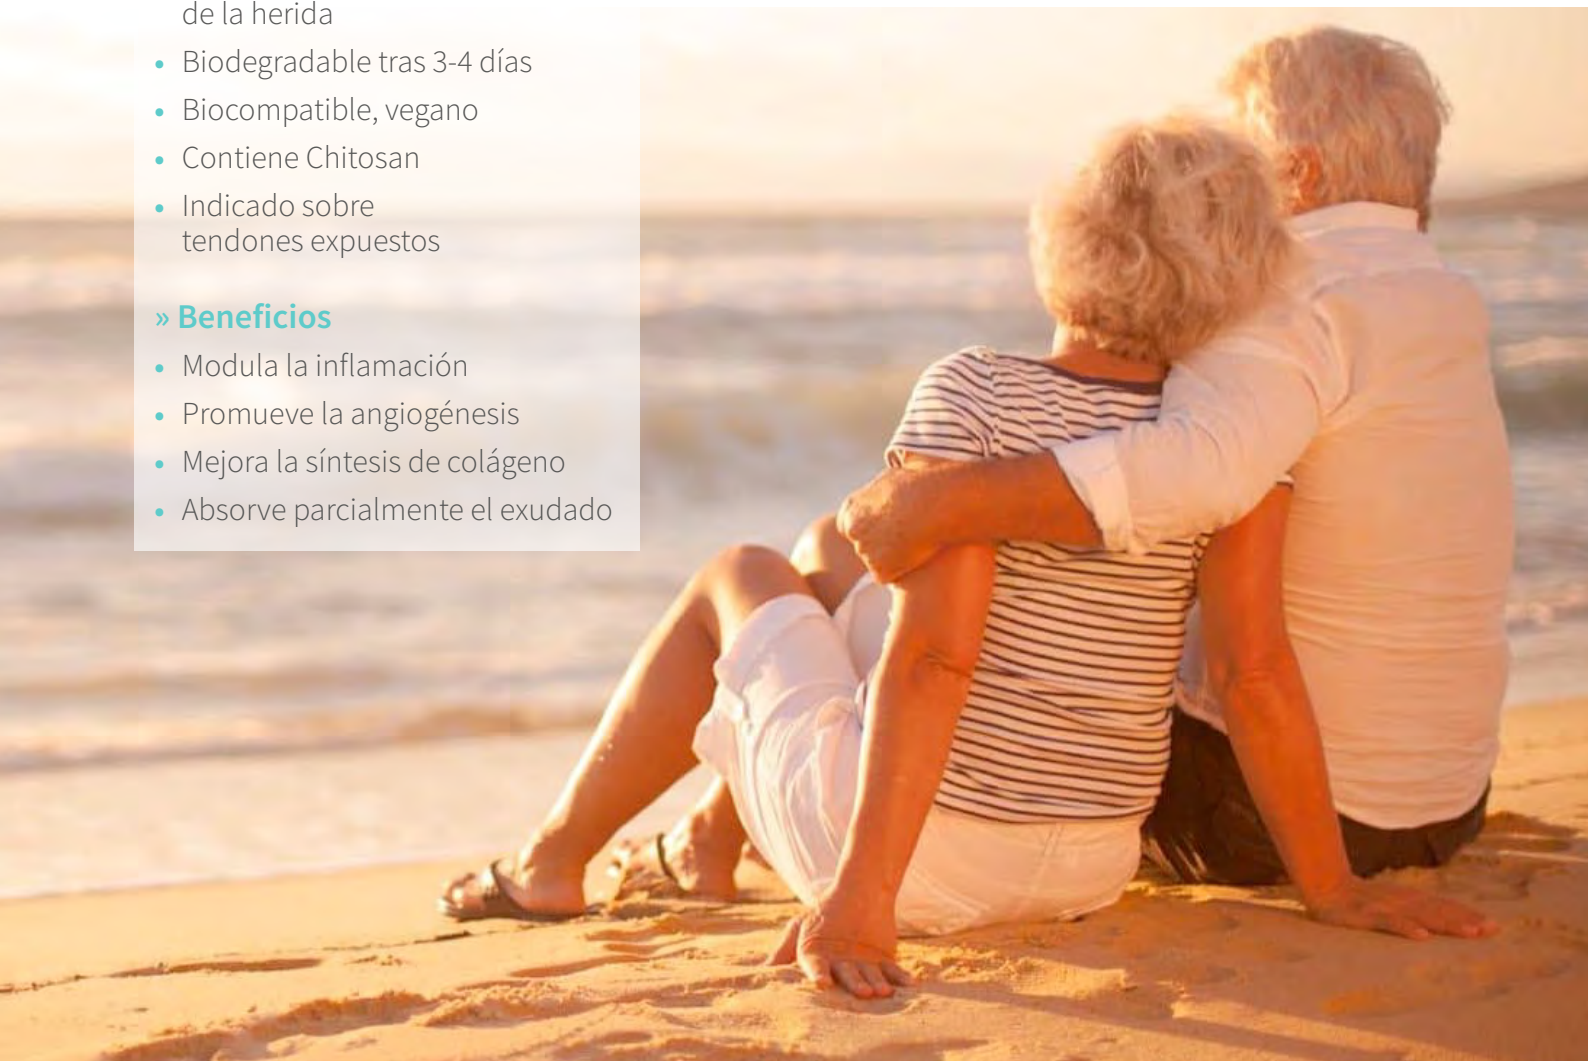 de la herida
• Biodegradable tras 3-4 días
• Biocompatible, vegano
• Contiene Chitosan
• Indicado sobre
tendones expuestos
» Beneficios
• Modula la inflamación
• Promueve la angiogénesis
• Mejora la síntesis de colágeno
• Absorve parcialmente el exudado